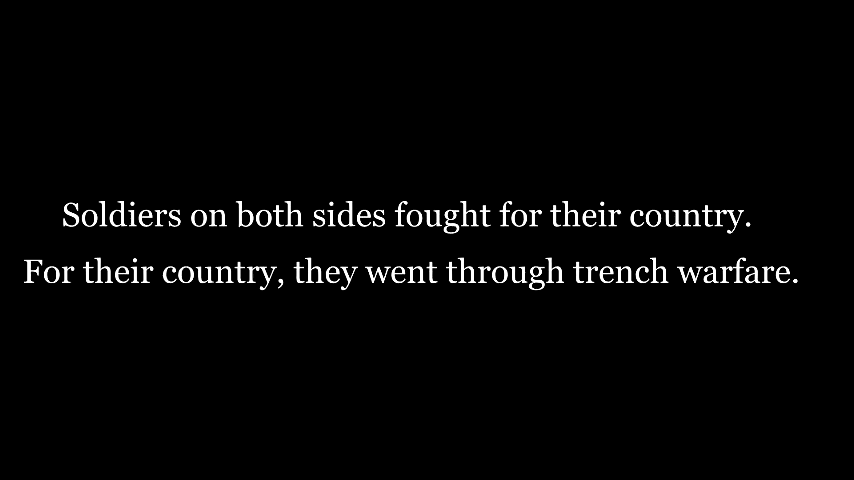 Soldiers on both sides fought for their country.
For their country, they went through trench warfare.